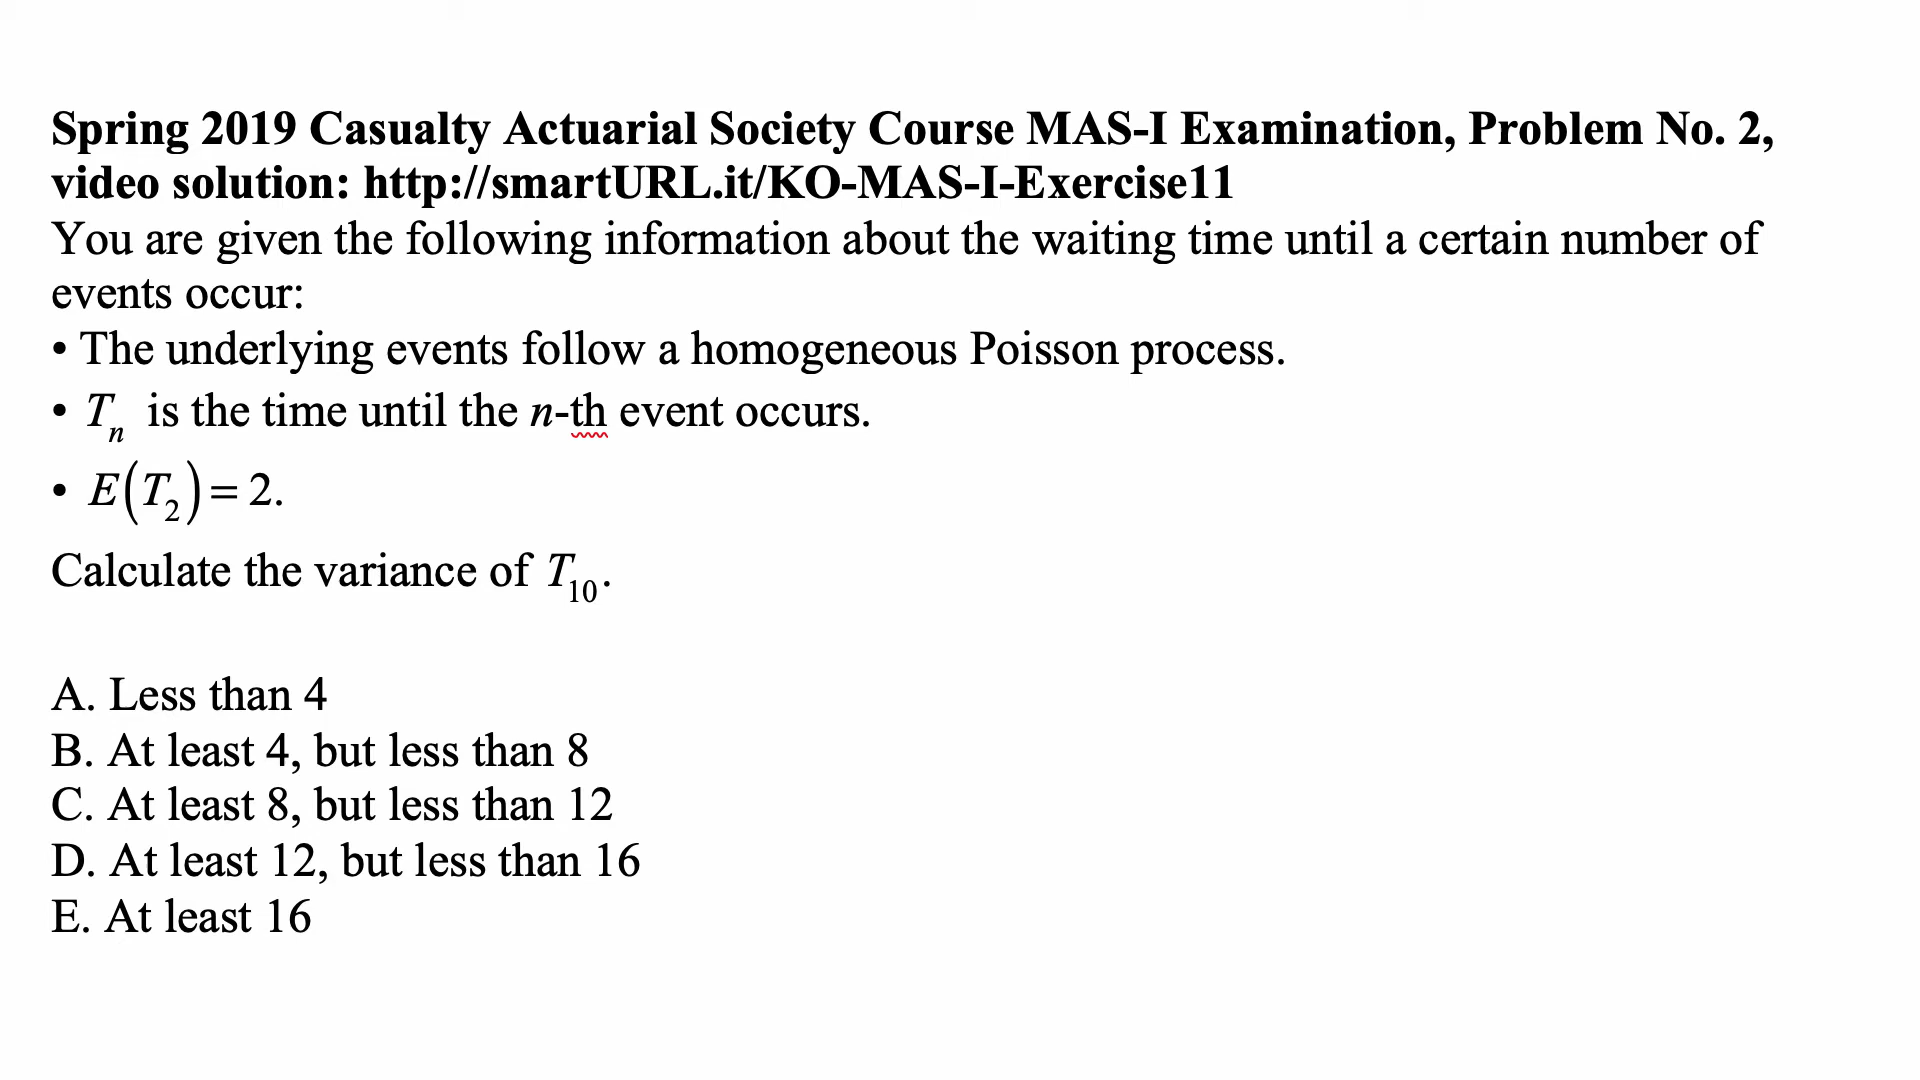 Spring 2019 Casualty Actuarial Society Course MAS-I Examination, Problem No. 2,
video solution: http://smartURL.it/KO-MAS-I-Exercise11
You are given the following information about the waiting time until a certain number of
events occur:
• The underlying events follow a homogeneous Poisson process.
• Tₙ is the time until the n-th event occurs.
• E(T₂) = 2.
Calculate the variance of T₁₀.
A. Less than 4
B. At least 4, but less than 8
C. At least 8, but less than 12
D. At least 12, but less than 16
E. At least 16